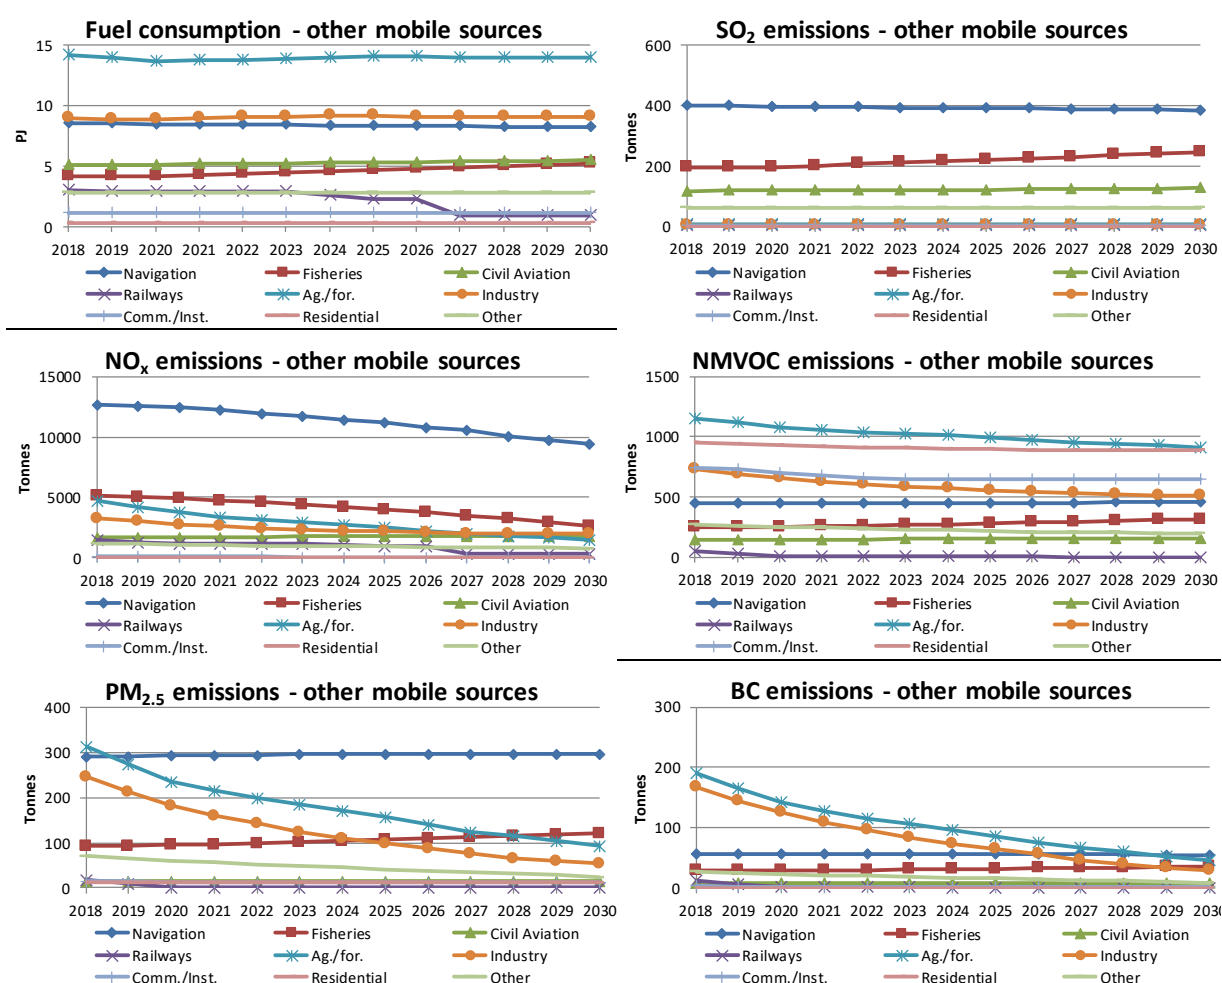 Fuel consumption - other mobile sources
15
10
5
0
PJ
2018 2019 2020 2021 2022 2023 2024 2025 2026 2027 2028 2029 2030
Navigation Fisheries Civil Aviation
Railways Ag./for. Industry
Comm./Inst. Residential Other
SO2 emissions - other mobile sources
600
400
200
0
Tonnes
2018 2019 2020 2021 2022 2023 2024 2025 2026 2027 2028 2029 2030
Navigation Fisheries Civil Aviation
Railways Ag./for. Industry
Comm./Inst. Residential Other
NOx emissions - other mobile sources
15000
10000
5000
0
Tonnes
2018 2019 2020 2021 2022 2023 2024 2025 2026 2027 2028 2029 2030
Navigation Fisheries Civil Aviation
Railways Ag./for. Industry
Comm./Inst. Residential Other
NMVOC emissions - other mobile sources
1500
1000
500
0
Tonnes
2018 2019 2020 2021 2022 2023 2024 2025 2026 2027 2028 2029 2030
Navigation Fisheries Civil Aviation
Railways Ag./for. Industry
Comm./Inst. Residential Other
PM2.5 emissions - other mobile sources
400
300
200
100
0
Tonnes
2018 2019 2020 2021 2022 2023 2024 2025 2026 2027 2028 2029 2030
Navigation Fisheries Civil Aviation
Railways Ag./for. Industry
Comm./Inst. Residential Other
BC emissions - other mobile sources
300
200
100
0
Tonnes
2018 2019 2020 2021 2022 2023 2024 2025 2026 2027 2028 2029 2030
Navigation Fisheries Civil Aviation
Railways Ag./for. Industry
Comm./Inst. Residential Other